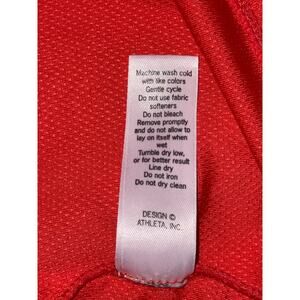 Machine wash cold
with like colors
Gentle cycle
Do not use fabric
softeners
Do not bleach
Remove promptly
and do not allow to
lay on itself when
wet
Tumble dry low,
or for better result
Line dry
Do not iron
Do not dry clean
DESIGN ©
ATHLETA, INC.